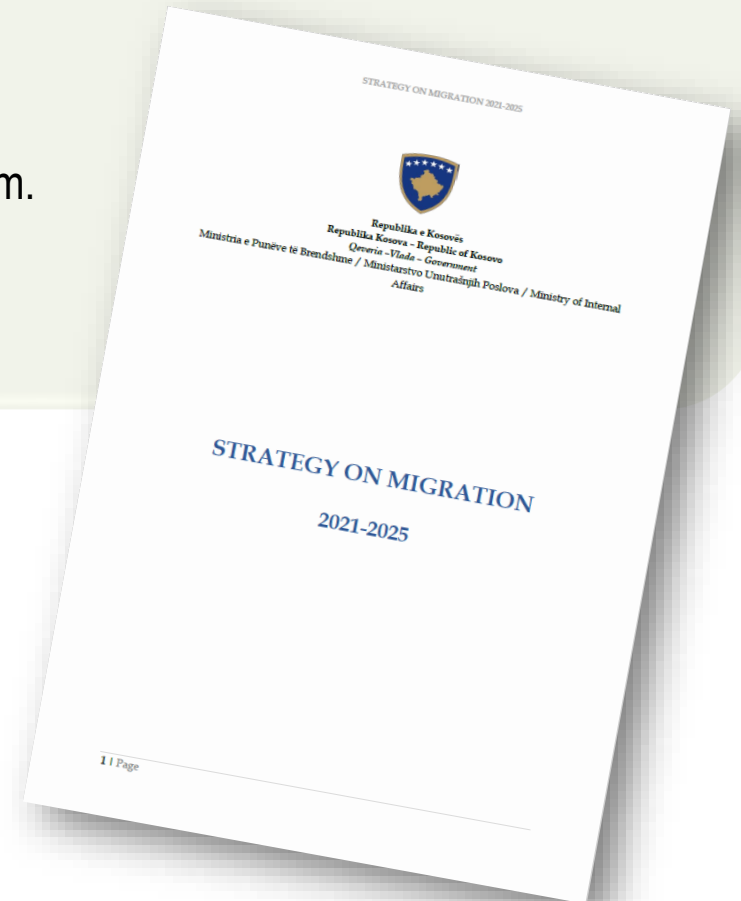 m.
STRATEGY ON MIGRATION 2021-2025
Republika e Kosovës
Republika Kosova – Republic of Kosovo
Qeveria –Vlada – Government
Ministria e Punëve të Brendshme / Ministarstvo Unutrašnjih Poslova / Ministry of Internal
Affairs
STRATEGY ON MIGRATION
2021-2025
1 | Page